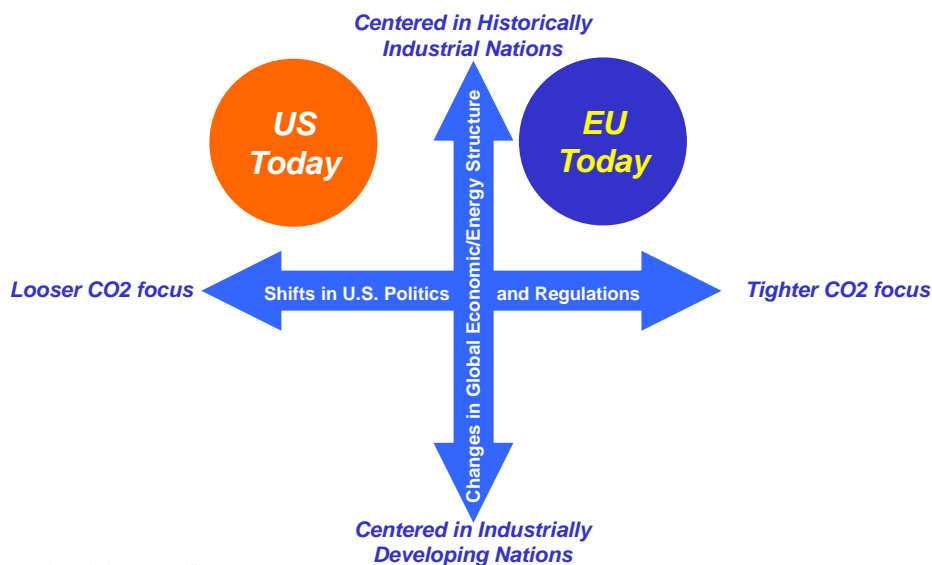 Centered in Historically
Industrial Nations
US
Today
EU
Today
Changes in Global Economic/Energy Structure
Looser CO2 focus
Shifts in U.S. Politics
and Regulations
Tighter CO2 focus
Centered in Industrially
Developing Nations